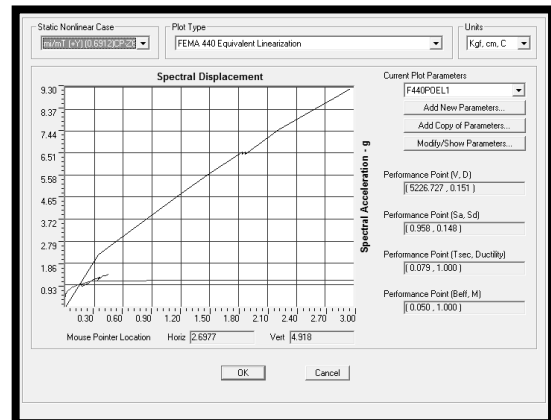 Static Nonlinear Case
Plot Type
FEMA 440 Equivalent Linearization
Units
Kgf, cm, C
Spectral Displacement
9.30
8.37
7.44
6.51
5.58
4.65
3.72
2.79
1.86
0.93
0.30 0.60 0.90 1.20 1.50 1.80 2.10 2.40 2.70 3.00
Spectral Acceleration - g
Mouse Pointer Location Horiz 2.6977 Vert 4.918
Current Plot Parameters
F440POEL1
Add New Parameters...
Add Copy of Parameters...
Modify/Show Parameters...
Performance Point (V, D)
( 5226.727 , 0.151 )
Performance Point (Sa, Sd)
( 0.958 , 0.148 )
Performance Point (Tsec, Ductility)
( 0.079 , 1.000 )
Performance Point (Beff, M)
( 0.050 , 1.000 )
OK Cancel